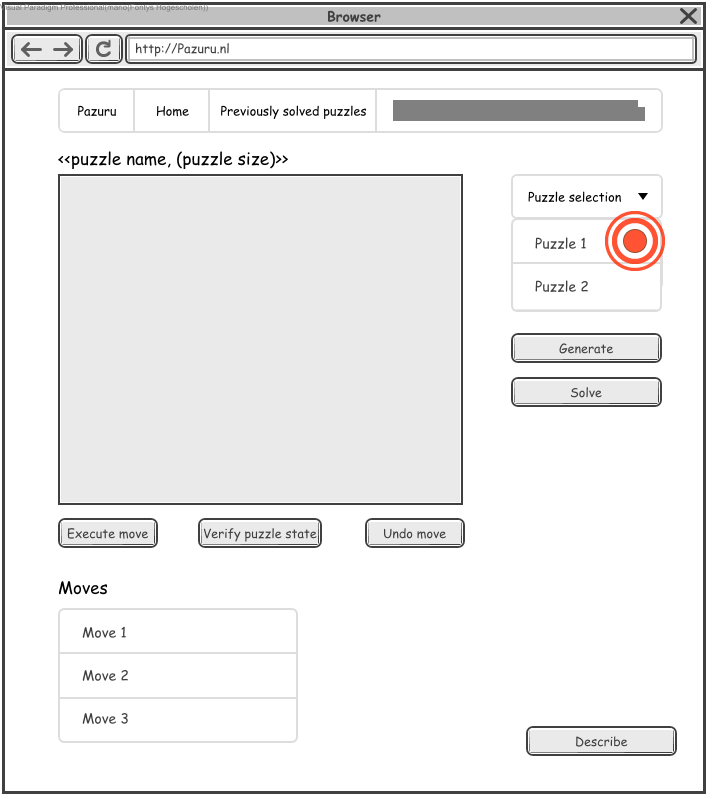 Visual Paradigm Professional(mano(Fontys Hogescholen))
Browser
http://Pazuru.nl
Pazuru Home Previously solved puzzles
<<puzzle name, (puzzle size)>>
Puzzle selection
Puzzle 1
Puzzle 2
Generate
Solve
Execute move Verify puzzle state Undo move
Moves
Move 1
Move 2
Move 3
Describe